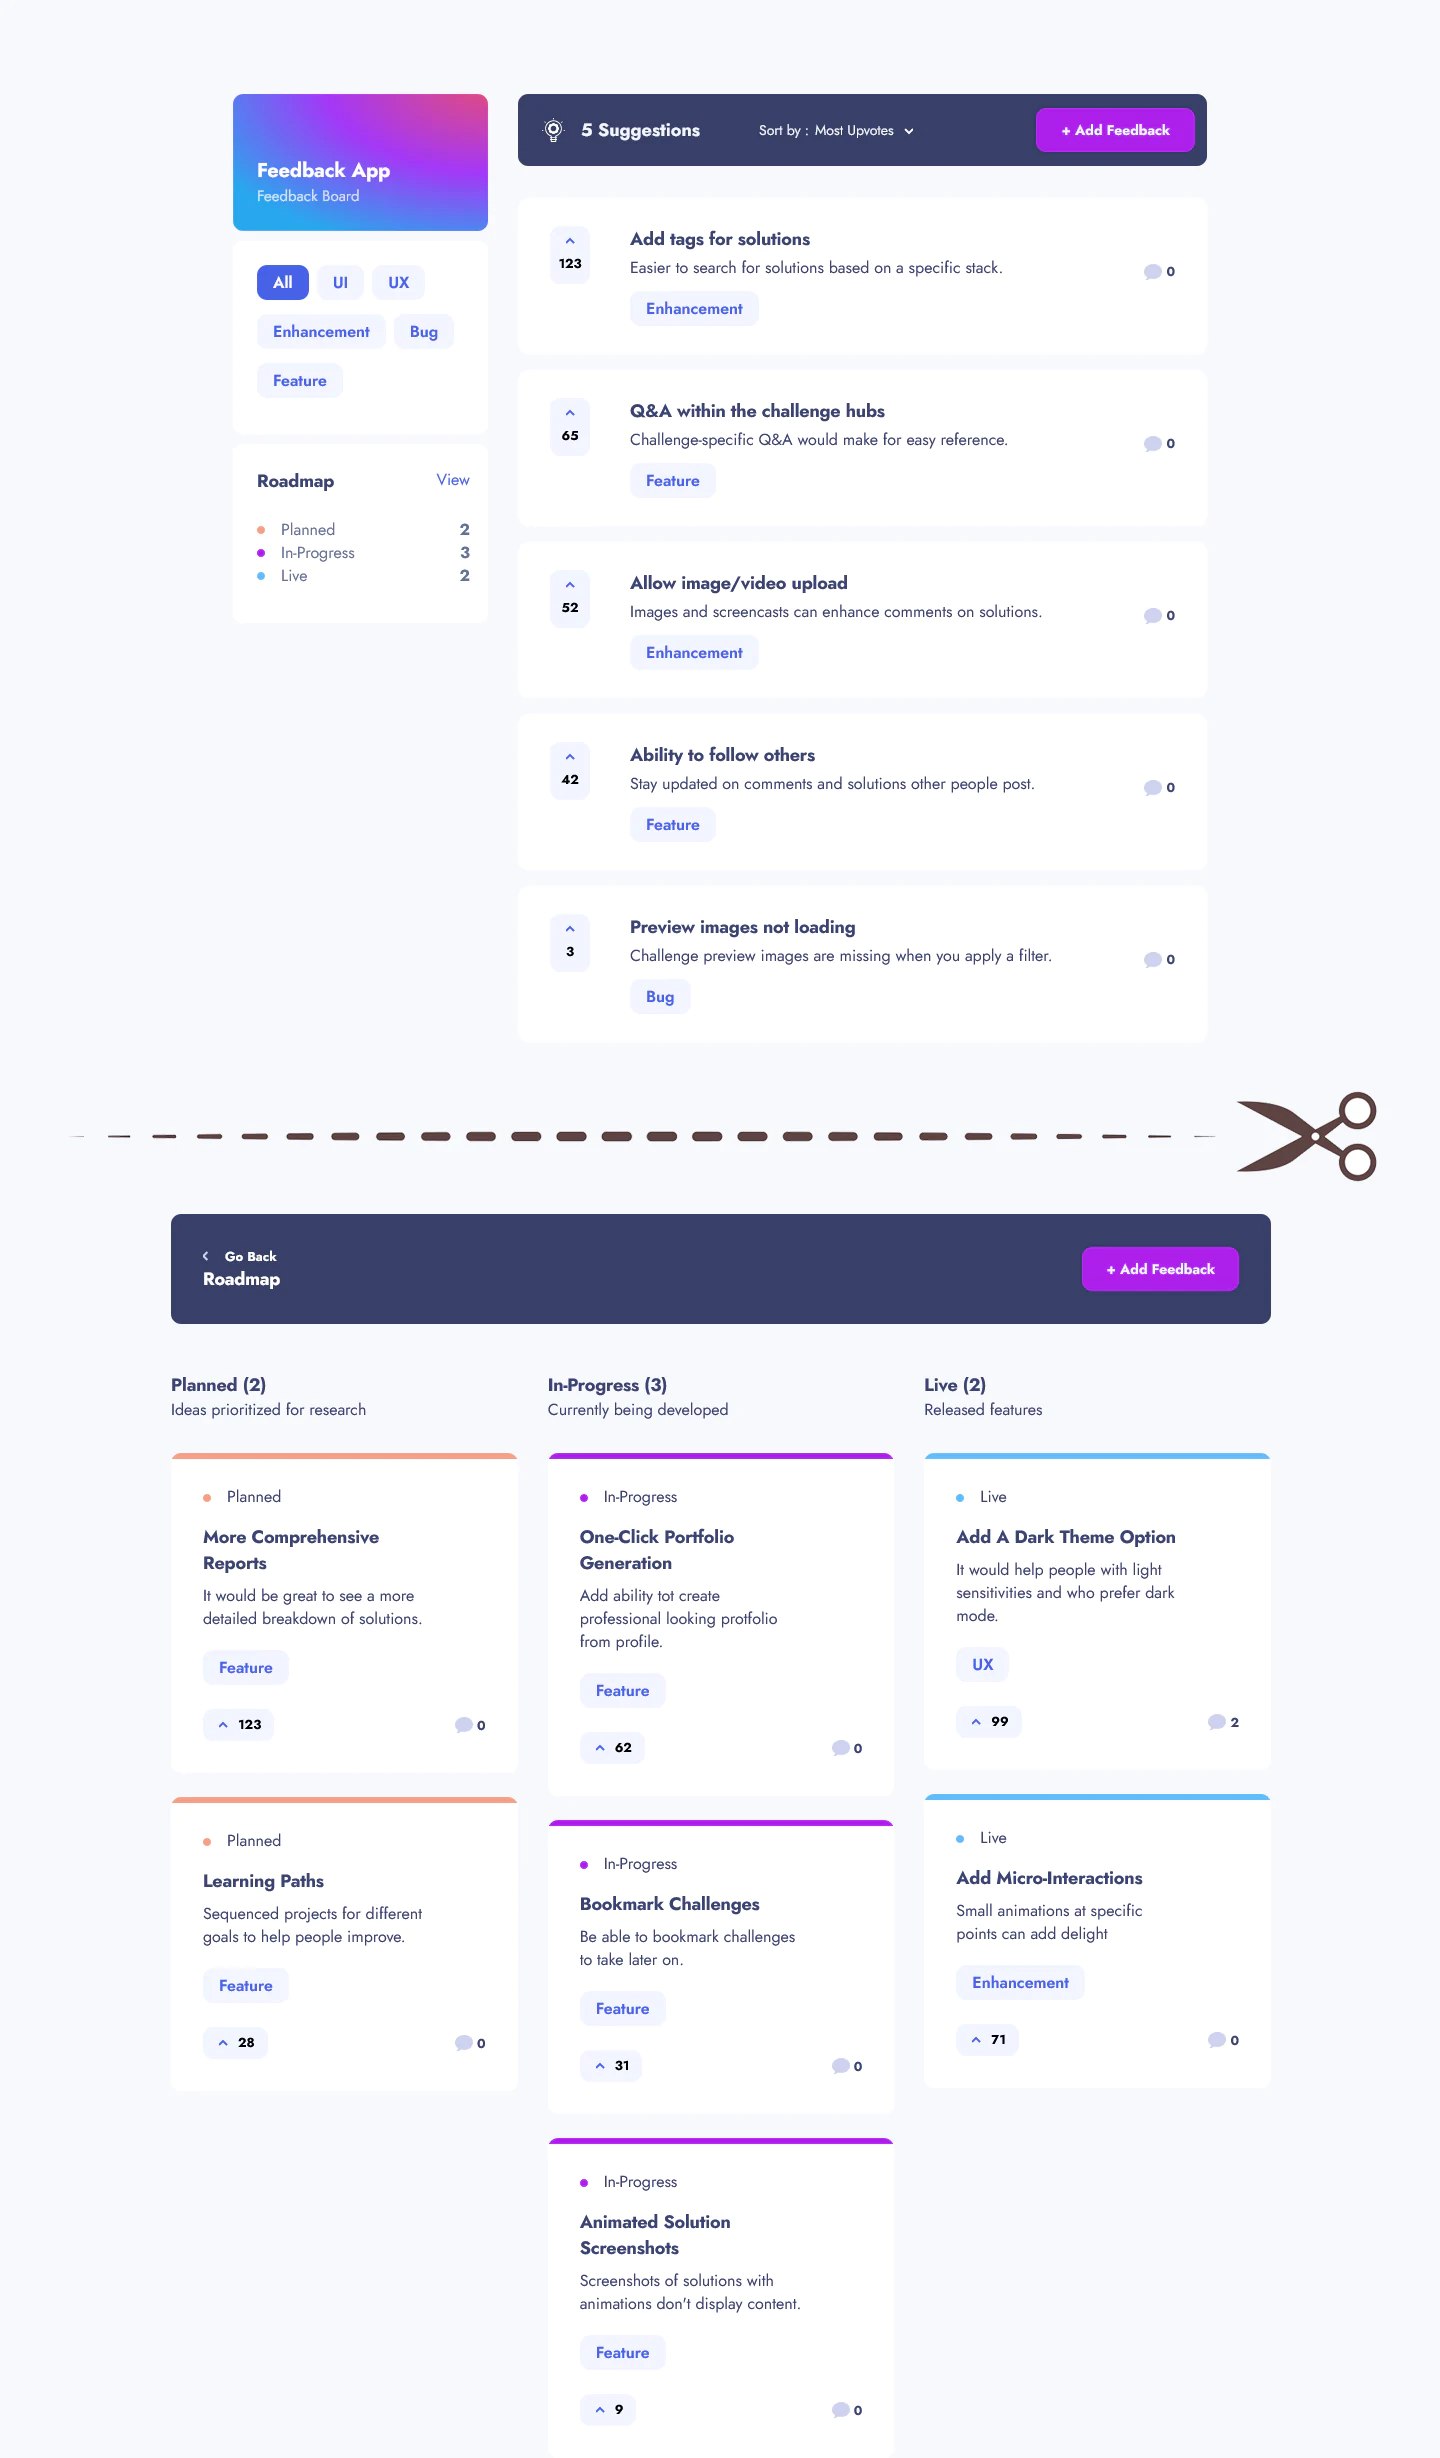 Feedback App
Feedback Board
All UI UX
Enhancement Bug
Feature
Roadmap View
Planned 2
In-Progress 3
Live 2
5 Suggestions Sort by : Most Upvotes + Add Feedback
123
Add tags for solutions
Easier to search for solutions based on a specific stack.
Enhancement
0
65
Q&A within the challenge hubs
Challenge-specific Q&A would make for easy reference.
Feature
0
52
Allow image/video upload
Images and screencasts can enhance comments on solutions.
Enhancement
0
42
Ability to follow others
Stay updated on comments and solutions other people post.
Feature
0
3
Preview images not loading
Challenge preview images are missing when you apply a filter.
Bug
0
Go Back
Roadmap
+ Add Feedback
Planned (2)
Ideas prioritized for research
Planned
More Comprehensive
Reports
It would be great to see a more
detailed breakdown of solutions.
Feature
123 0
Planned
Learning Paths
Sequenced projects for different
goals to help people improve.
Feature
28 0
In-Progress (3)
Currently being developed
In-Progress
One-Click Portfolio
Generation
Add ability tot create
professional looking protfolio
from profile.
Feature
62 0
In-Progress
Bookmark Challenges
Be able to bookmark challenges
to take later on.
Feature
31 0
In-Progress
Animated Solution
Screenshots
Screenshots of solutions with
animations don't display content.
Feature
9 0
Live (2)
Released features
Live
Add A Dark Theme Option
It would help people with light
sensitivities and who prefer dark
mode.
UX
99 2
Live
Add Micro-Interactions
Small animations at specific
points can add delight
Enhancement
71 0